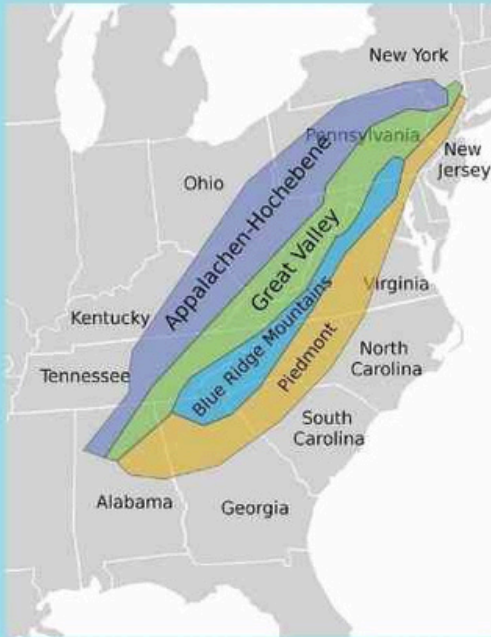 New York
Pennsylvania
New
Jersey
Ohio
Appalachen-Hochebene
Great Valley
Virginia
Blue Ridge Mountains
Kentucky
Piedmont
North
Carolina
Tennessee
South
Carolina
Alabama
Georgia